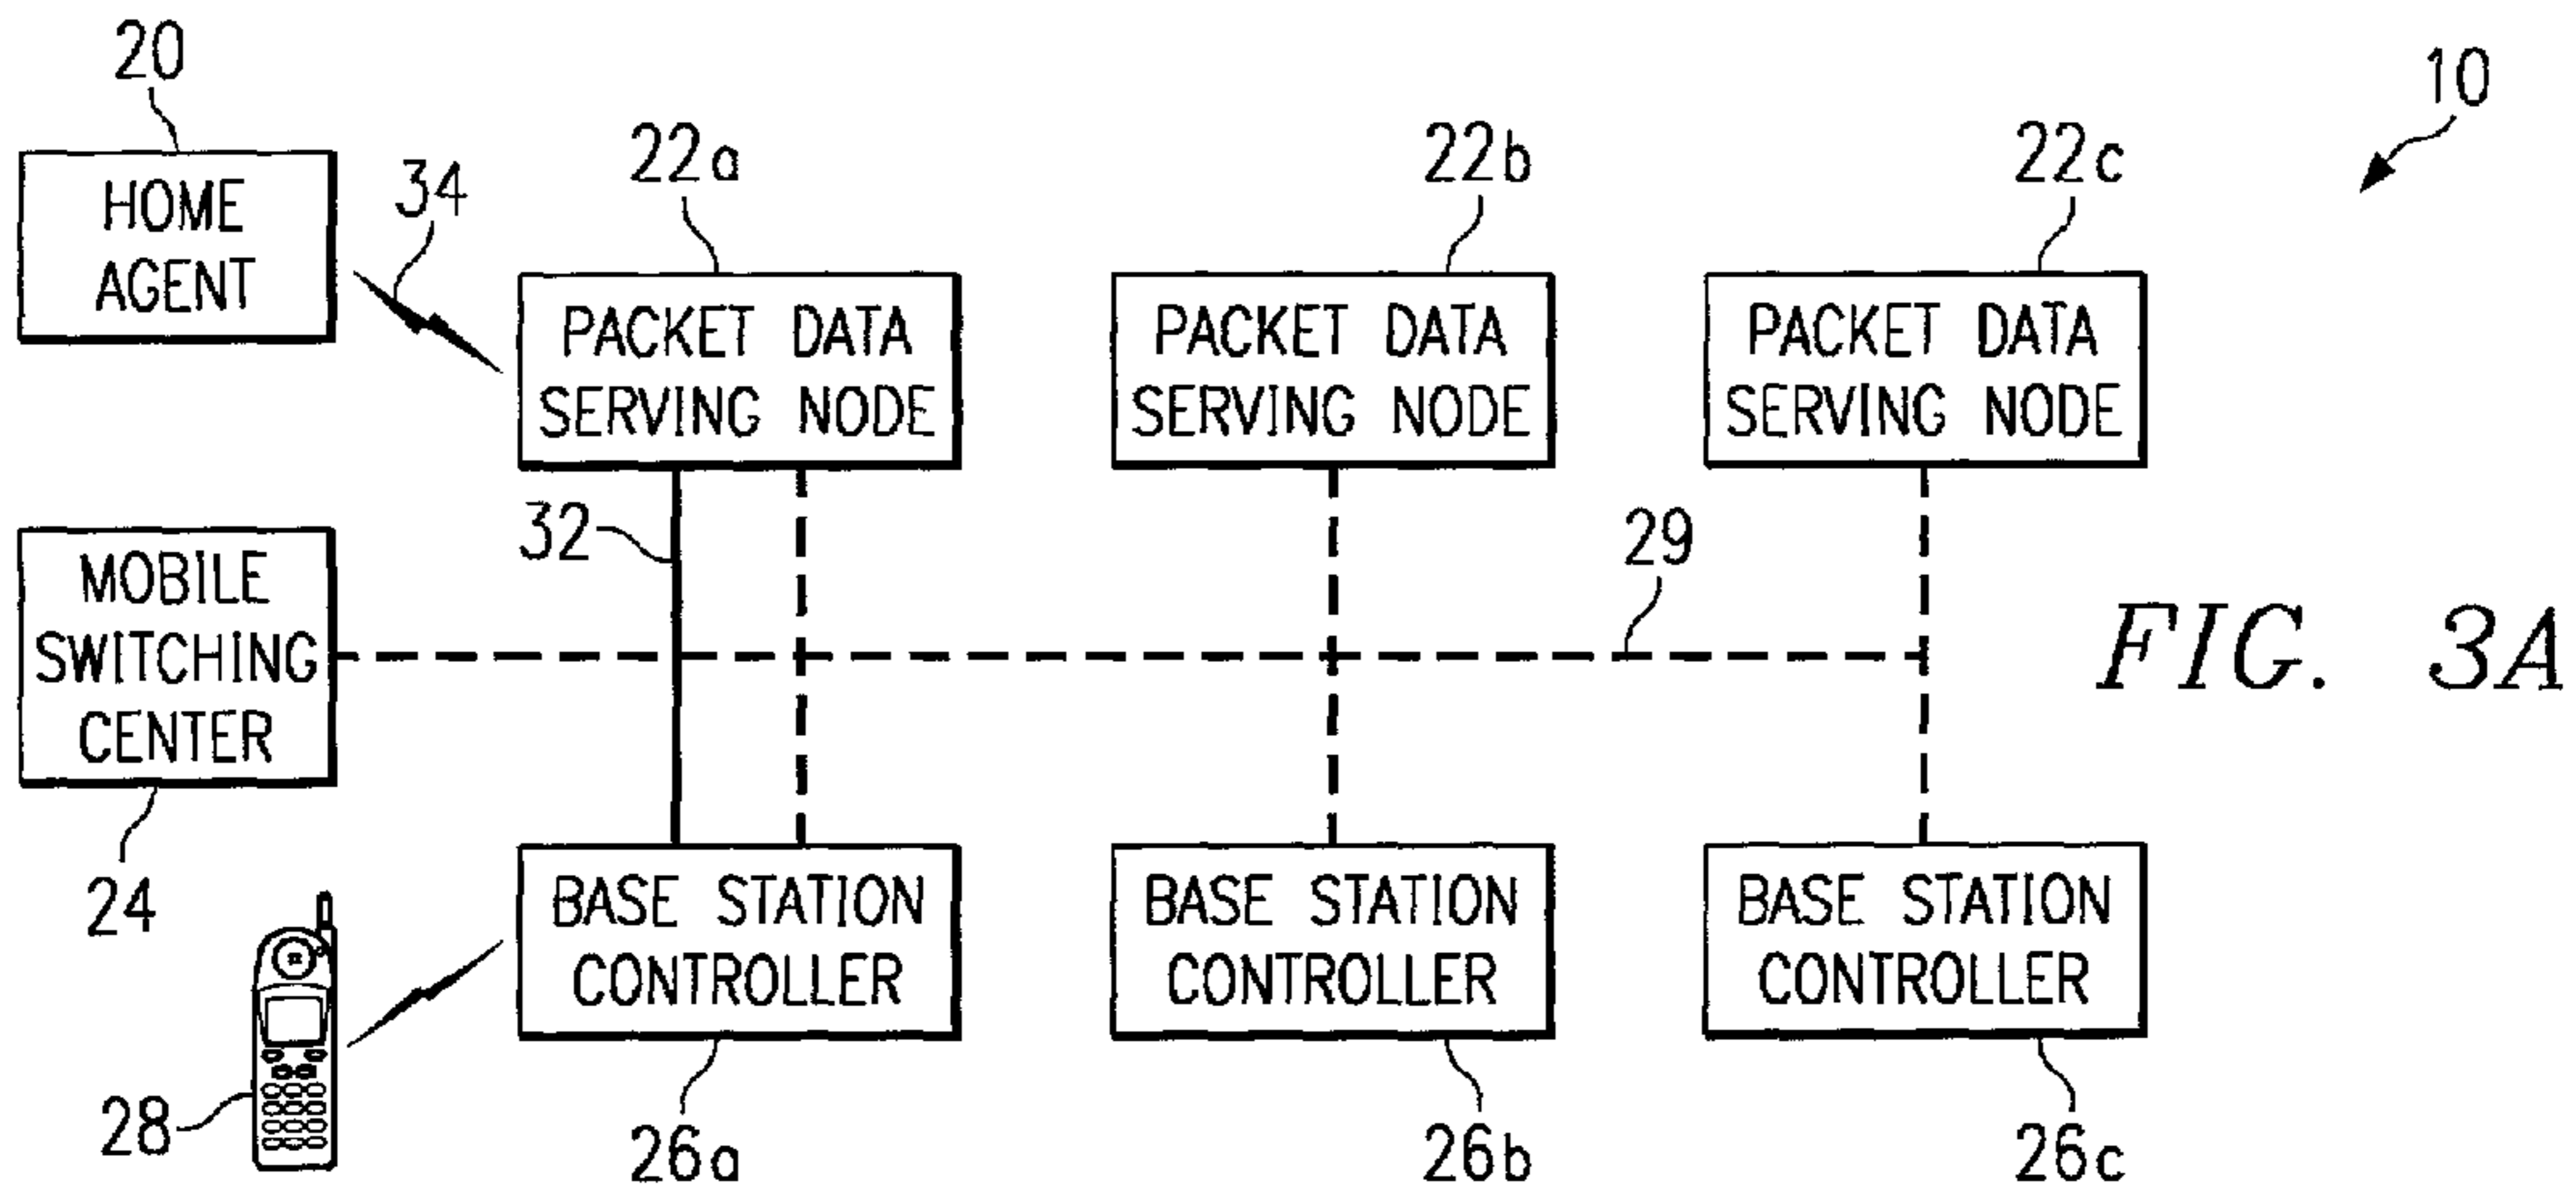 20
HOME
AGENT
34
22a
PACKET DATA
SERVING NODE
22b
PACKET DATA
SERVING NODE
22c
PACKET DATA
SERVING NODE
10
MOBILE
SWITCHING
CENTER
24
32
29
FIG. 3A
28
BASE STATION
CONTROLLER
26a
BASE STATION
CONTROLLER
26b
BASE STATION
CONTROLLER
26c